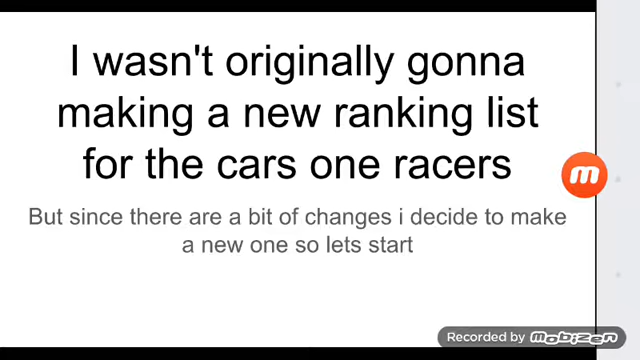 I wasn't originally gonna
making a new ranking list
for the cars one racers
But since there are a bit of changes i decide to make
a new one so lets start
m
Recorded by mobizen